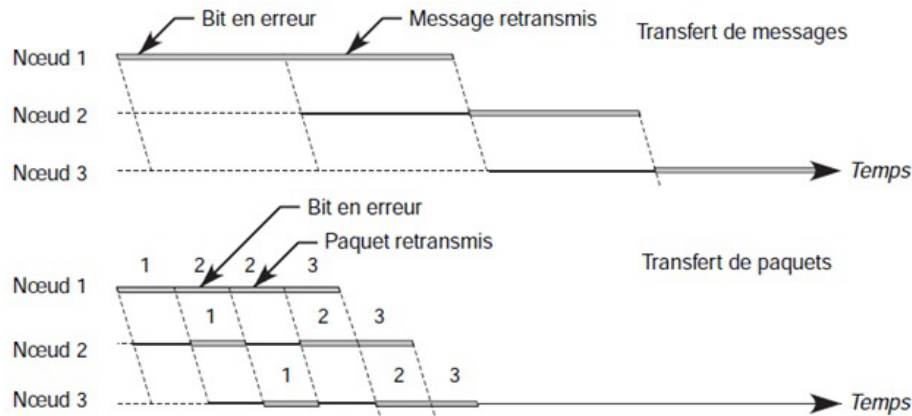 Bit en erreur
Message retransmis
Transfert de messages
Nœud 1
Nœud 2
Nœud 3
Temps
Bit en erreur
Paquet retransmis
Transfert de paquets
1 2 2 3
Nœud 1
1 2 3
Nœud 2
1 2 3
Nœud 3
Temps